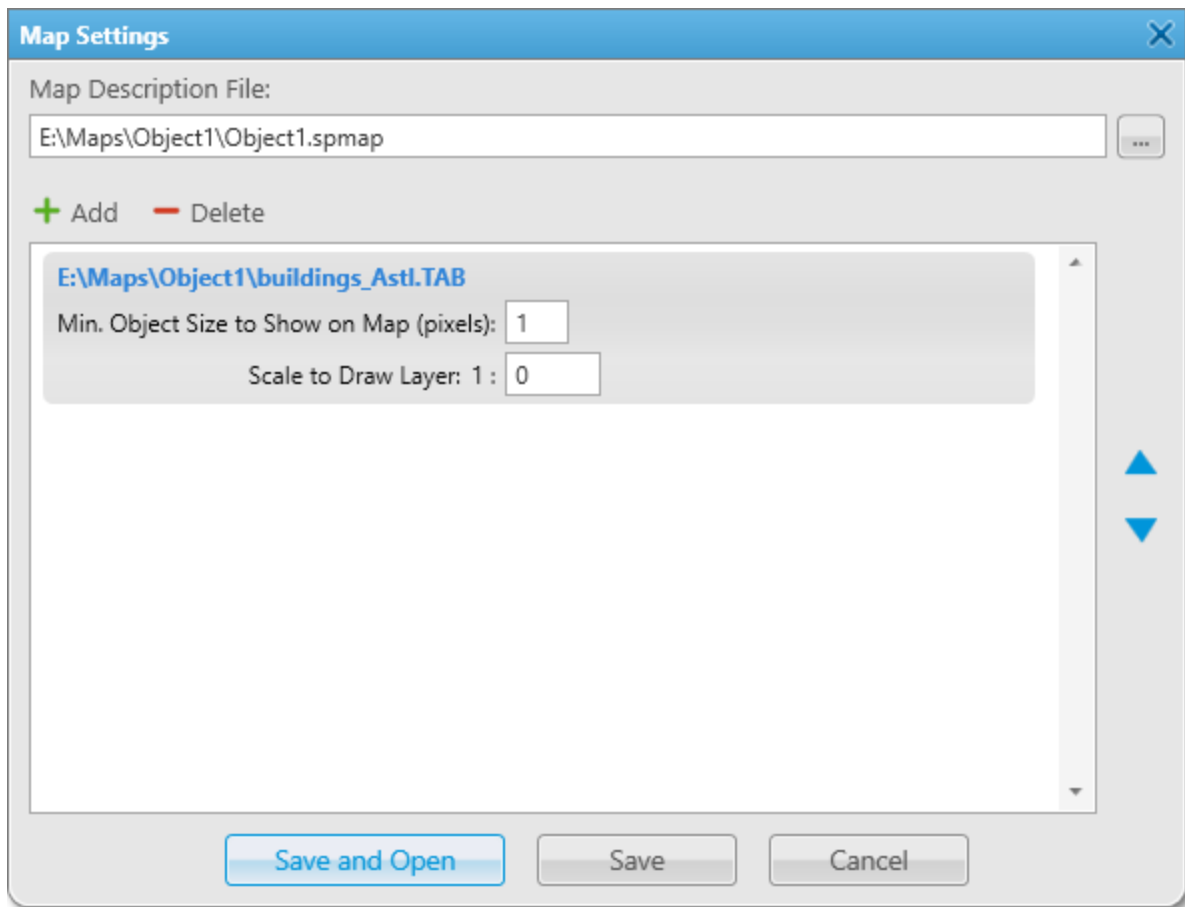 Map Settings
Map Description File:
E:\Maps\Object1\Object1.spmap
...
Add Delete
E:\Maps\Object1\buildings_Astl.TAB
Min. Object Size to Show on Map (pixels): 1
Scale to Draw Layer: 1 : 0
Save and Open Save Cancel